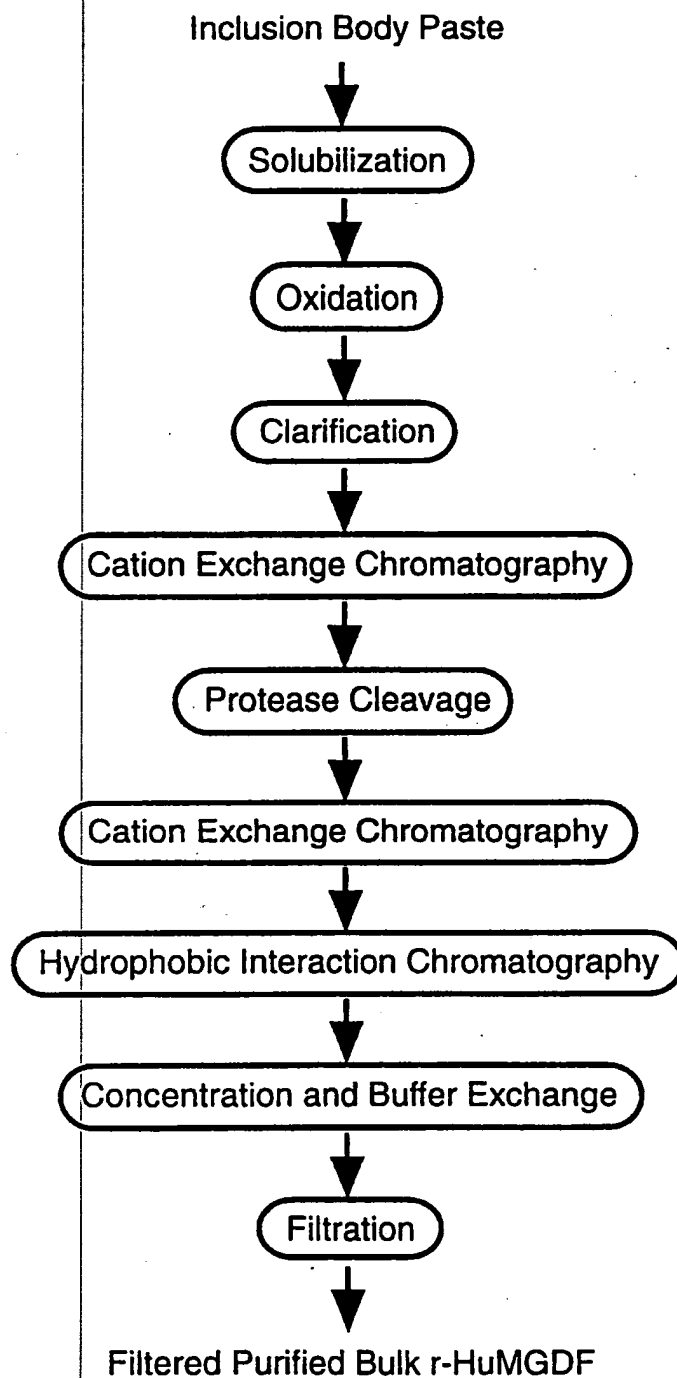 Inclusion Body Paste
Solubilization
Oxidation
Clarification
Cation Exchange Chromatography
Protease Cleavage
Cation Exchange Chromatography
Hydrophobic Interaction Chromatography
Concentration and Buffer Exchange
Filtration
Filtered Purified Bulk r-HuMGDF